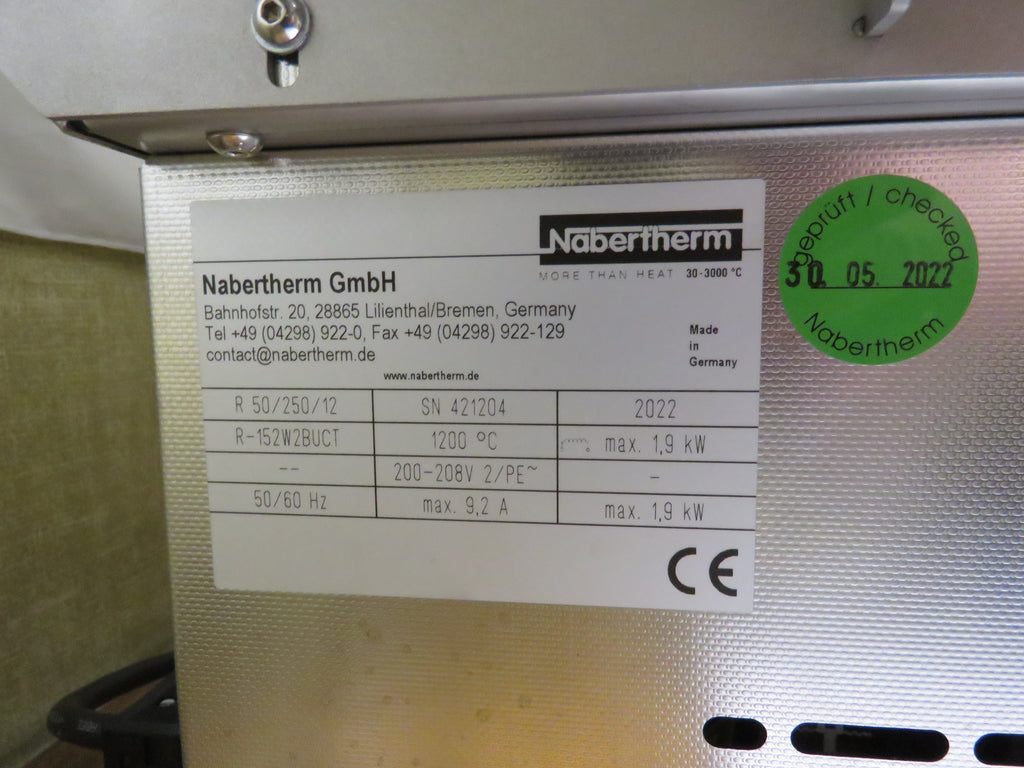 Nabertherm
MORE THAN HEAT 30-3000 °C
Nabertherm GmbH
Bahnhofstr. 20, 28865 Lilienthal/Bremen, Germany
Tel +49 (04298) 922-0, Fax +49 (04298) 922-129
contact@nabertherm.de
www.nabertherm.de
Made
in
Germany
R 50/250/12 SN 421204 2022
R-152W2BUCT 1200 °C max. 1,9 kW
-- 200-208V 2/PE~ -
50/60 Hz max. 9,2 A max. 1,9 kW
CE
geprüft / checked
30. 05. 2022
Nabertherm